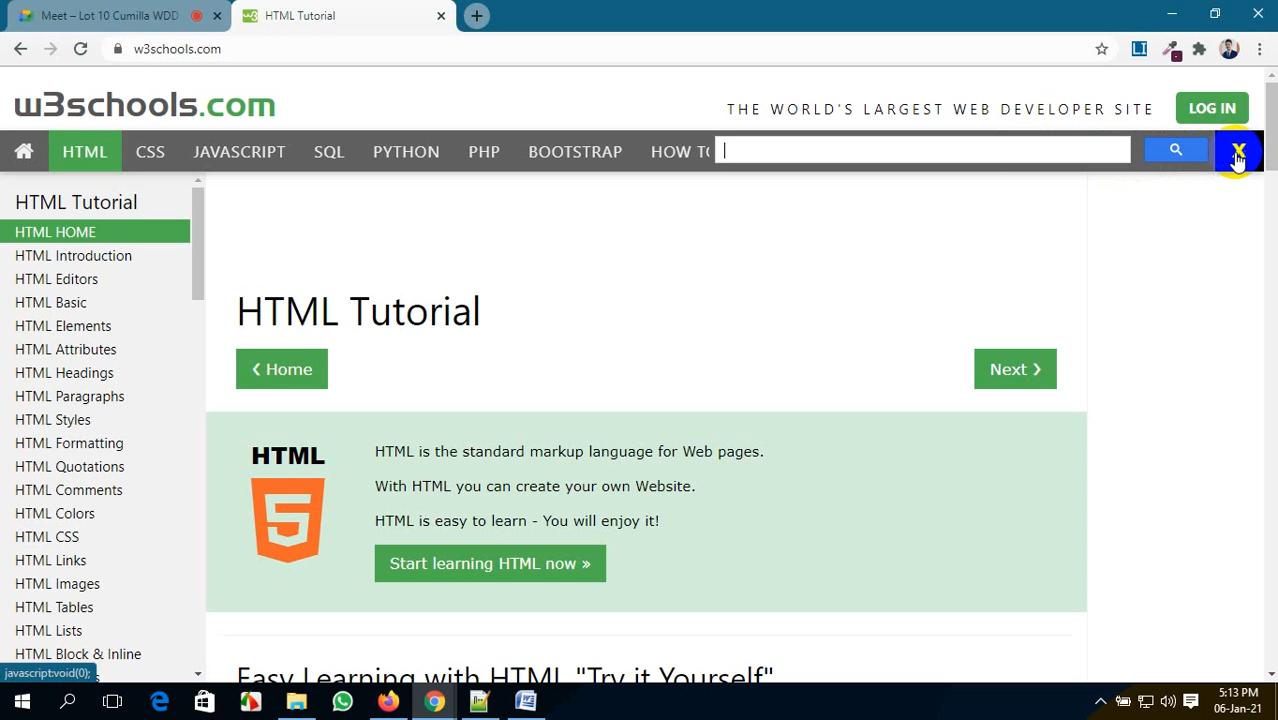 Meet – Lot 10 Cumilla WDD
HTML Tutorial
w3schools.com
w3schools.com
THE WORLD'S LARGEST WEB DEVELOPER SITE
LOG IN
HTML CSS JAVASCRIPT SQL PYTHON PHP BOOTSTRAP HOW TO X
HTML Tutorial
HTML HOME
HTML Introduction
HTML Editors
HTML Basic
HTML Elements
HTML Attributes
HTML Headings
HTML Paragraphs
HTML Styles
HTML Formatting
HTML Quotations
HTML Comments
HTML Colors
HTML CSS
HTML Links
HTML Images
HTML Tables
HTML Lists
HTML Block & Inline
HTML Tutorial
❮ Home
Next ❯
HTML
5
HTML is the standard markup language for Web pages.
With HTML you can create your own Website.
HTML is easy to learn - You will enjoy it!
Start learning HTML now »
Easy Learning with HTML "Try it Yourself"
javascript:void(0);
5:13 PM
06-Jan-21